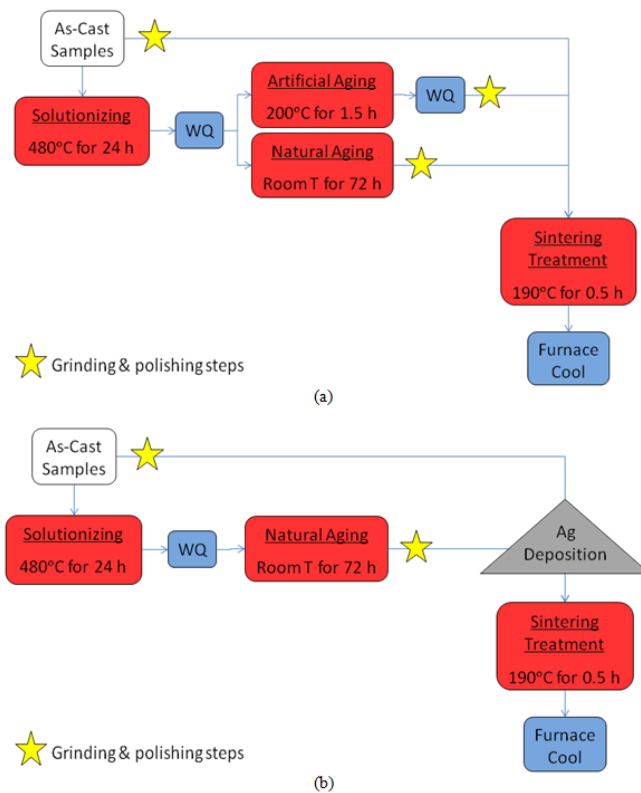 As-Cast
Samples
Solutionizing
480°C for 24 h
WQ
Artificial Aging
200°C for 1.5 h
WQ
Natural Aging
Room T for 72 h
Sintering
Treatment
190°C for 0.5 h
Furnace
Cool
Grinding & polishing steps
(a)
As-Cast
Samples
Solutionizing
480°C for 24 h
WQ
Natural Aging
Room T for 72 h
Ag
Deposition
Sintering
Treatment
190°C for 0.5 h
Furnace
Cool
Grinding & polishing steps
(b)